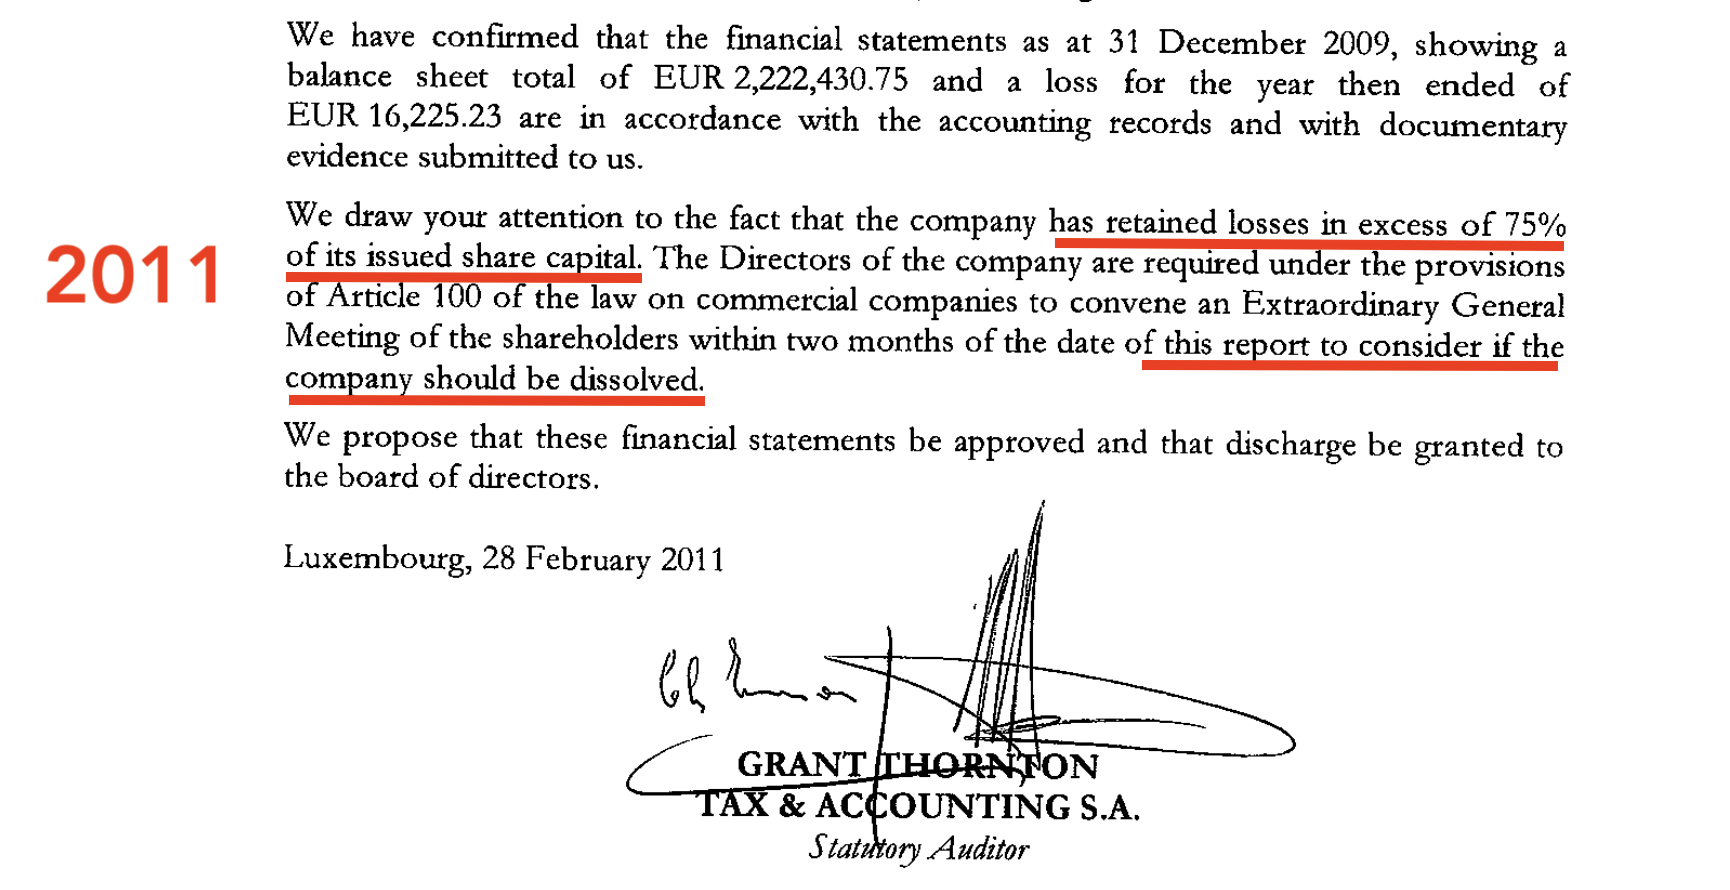 We have confirmed that the financial statements as at 31 December 2009, showing a
balance sheet total of EUR 2,222,430.75 and a loss for the year then ended of
EUR 16,225.23 are in accordance with the accounting records and with documentary
evidence submitted to us.
We draw your attention to the fact that the company has retained losses in excess of 75%
2011
of its issued share capital. The Directors of the company are required under the provisions
of Article 100 of the law on commercial companies to convene an Extraordinary General
Meeting of the shareholders within two months of the date of this report to consider if the
company should be dissolved.
We propose that these financial statements be approved and that discharge be granted to
the board of directors.
Luxembourg, 28 February 2011
GRANT THORNTON
TAX & ACCOUNTING S.A.
Statutory Auditor